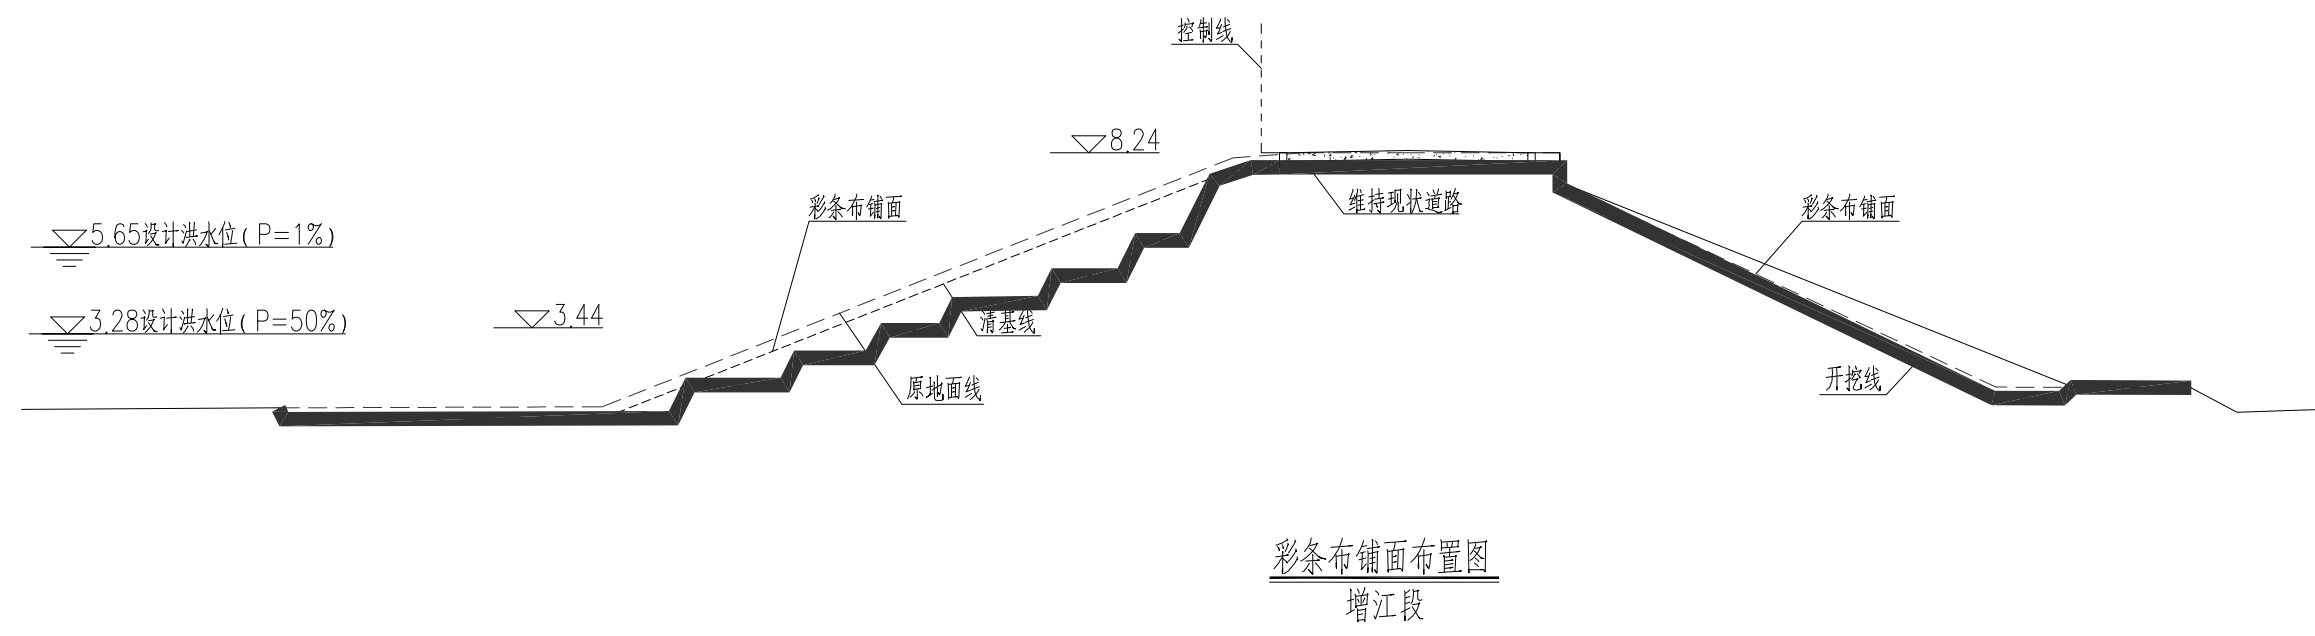 控制线
8.24
彩条布铺面
维持现状道路
彩条布铺面
5.65设计洪水位(P=1%)
3.28设计洪水位(P=50%)
3.44
清基线
原地面线
开挖线
彩条布铺面布置图
增江段